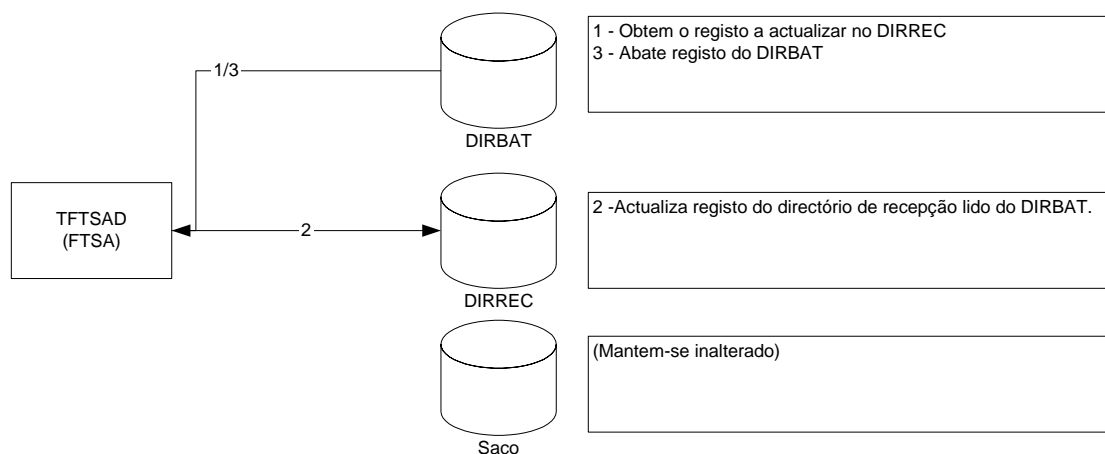 1 - Obtem o registo a actualizar no DIRREC
3 - Abate registo do DIRBAT
1/3
DIRBAT
TFTSAD
(FTSA)
2
2 -Actualiza registo do directório de recepção lido do DIRBAT.
DIRREC
(Mantem-se inalterado)
Saco